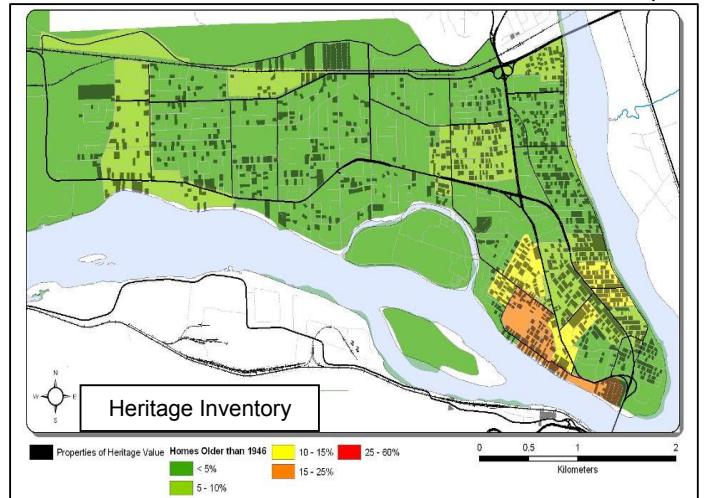 N
W E
S
Heritage Inventory
Properties of Heritage Value
Homes Older than 1946
< 5%
5 - 10%
10 - 15%
15 - 25%
25 - 60%
0 0.5 1 2
Kilometers